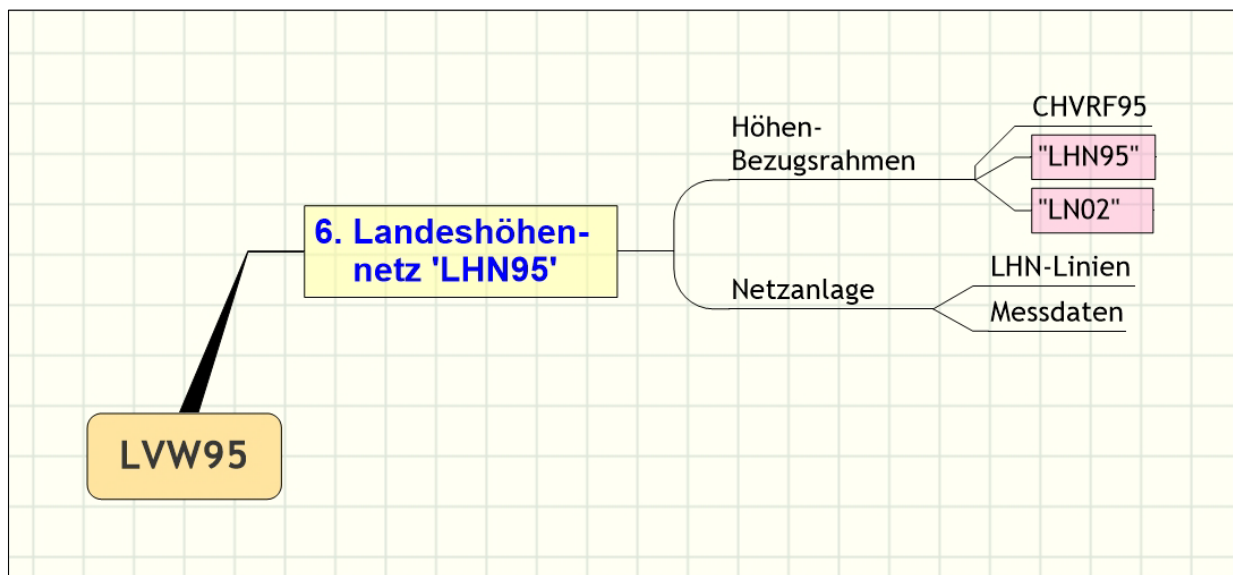 CHVRF95
Höhen-
Bezugsrahmen
"LHN95"
"LN02"
6. Landeshöhen-
netz 'LHN95'
LHN-Linien
Netzanlage
Messdaten
LVW95